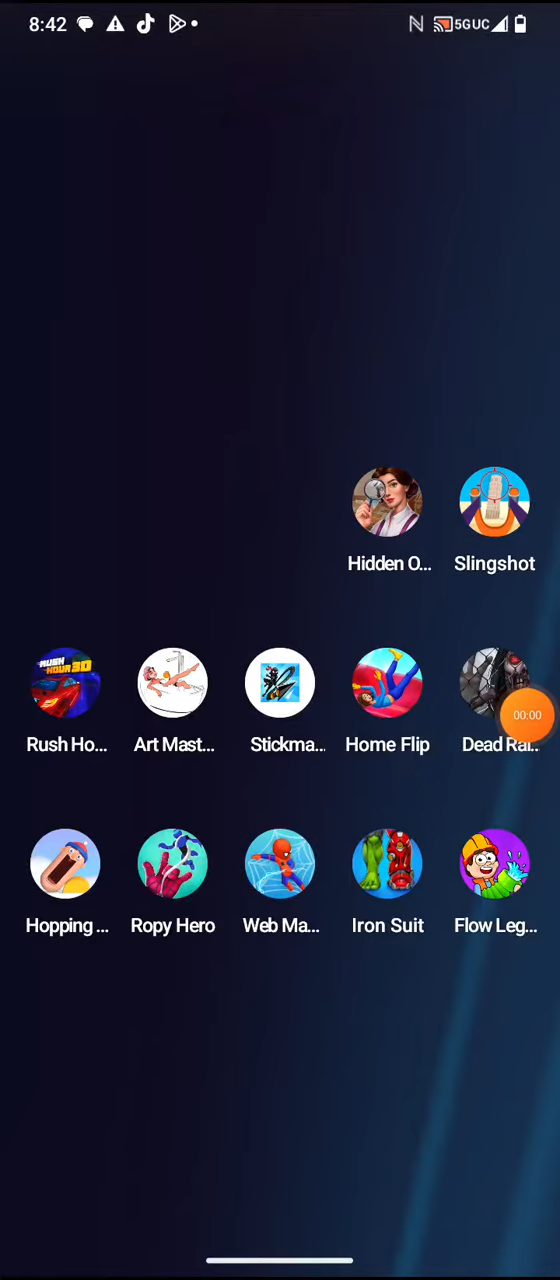 8:42
5GUC
Hidden O...
Slingshot
RUSH
HOUR 3D
00:00
Rush Ho...
Art Mast...
Stickma...
Home Flip
Dead Rai...
Hopping ...
Ropy Hero
Web Ma...
Iron Suit
Flow Leg...